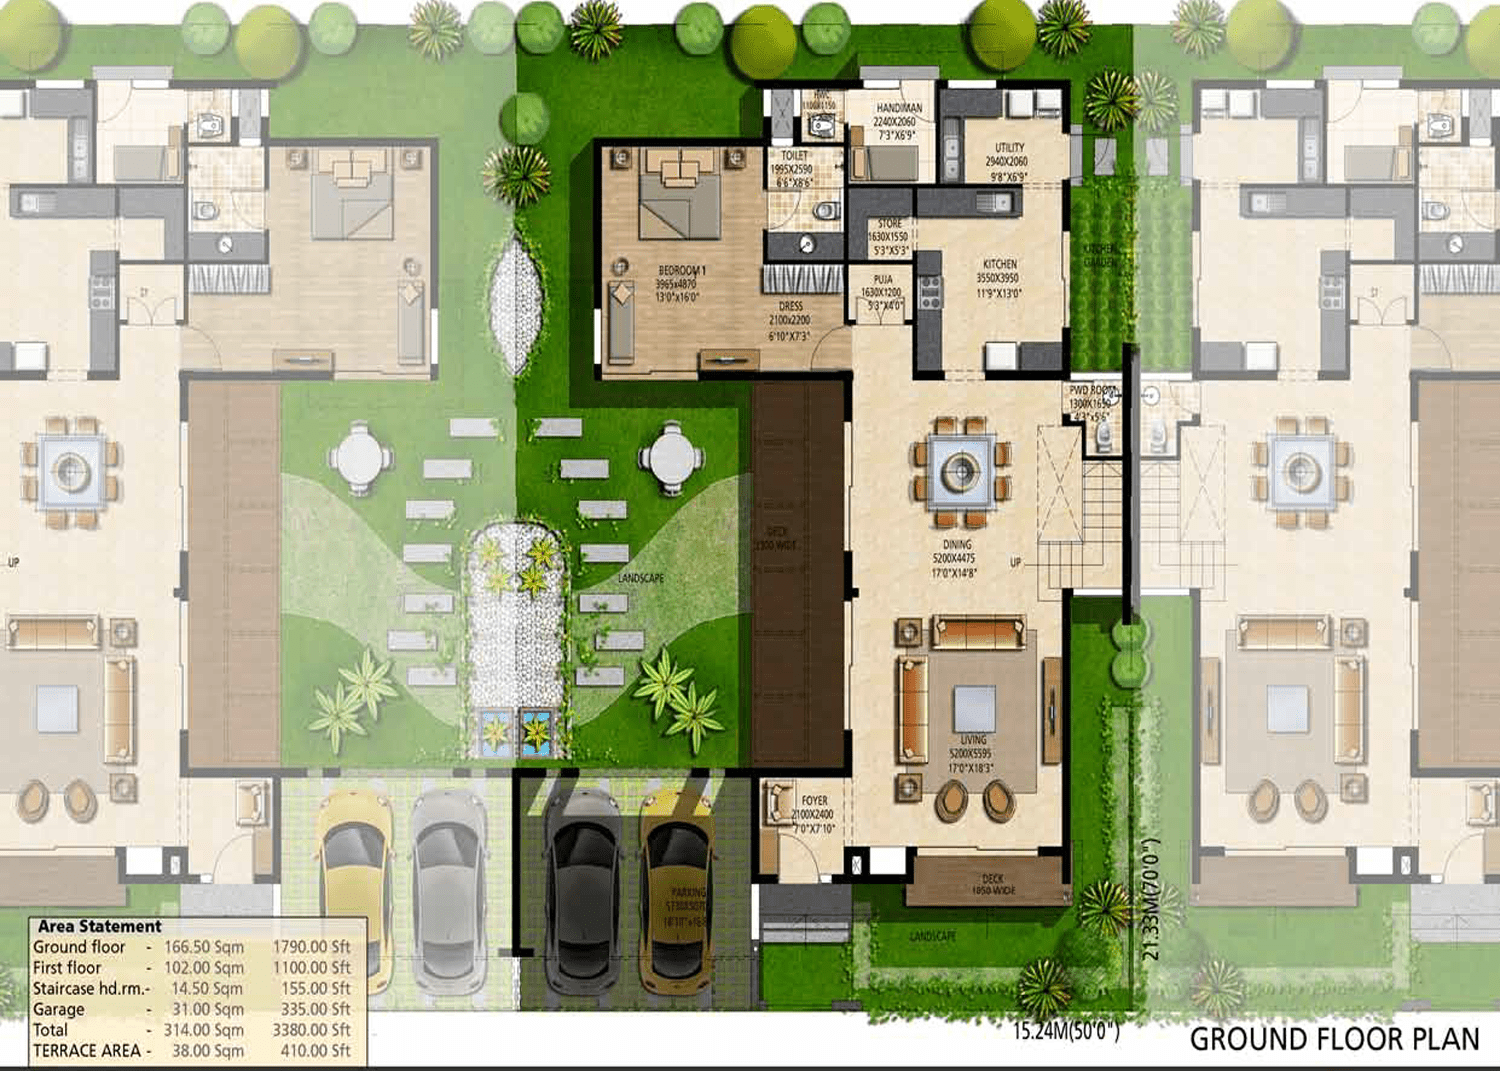 HWC
1100X1150
HANDIMAN
2240X2060
7'3"X6'9"
UTILITY
2940X2060
9'8"X6'9"
TOILET
1995X2590
6'6"X8'6"
STORE
1630X1550
5'3"X5'3"
KITCHEN
3550X3950
11'9"X13'0"
KITCHEN
GARDEN
BEDROOM 1
3965x4870
13'0"x16'0"
PUJA
1630X1200
5'3"X4'0"
DRESS
2100x2200
6'10"X7'3"
PWD ROOM
1300X1650
4'3"x5'6"
DECK
DINING
5200X4475
17'0"X14'8"
UP
UP
LANDSCAPE
LIVING
5200X5595
17'0"X18'3"
FOYER
2100X2400
7'0"X7'10"
PARKING
DECK
1050 WIDE
LANDSCAPE
21.33M(70'0")
15.24M(50'0")
Area Statement
Ground floor - 166.50 Sqm 1790.00 Sft
First floor - 102.00 Sqm 1100.00 Sft
Staircase hd.rm.- 14.50 Sqm 155.00 Sft
Garage - 31.00 Sqm 335.00 Sft
Total - 314.00 Sqm 3380.00 Sft
TERRACE AREA - 38.00 Sqm 410.00 Sft
GROUND FLOOR PLAN